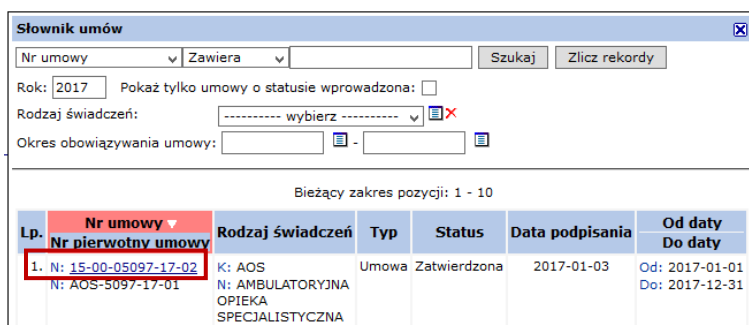 Słownik umów
Nr umowy Zawiera Szukaj Zlicz rekordy
Rok: 2017 Pokaż tylko umowy o statusie wprowadzona:
Rodzaj świadczeń: ---------- wybierz ----------
Okres obowiązywania umowy: -
Bieżący zakres pozycji: 1 - 10
Lp. Nr umowy Rodzaj świadczeń Typ Status Data podpisania Od daty
Nr pierwotny umowy Do daty
1. N: 15-00-05097-17-02 K: AOS Umowa Zatwierdzona 2017-01-03 Od: 2017-01-01
N: AOS-5097-17-01 N: AMBULATORYJNA Do: 2017-12-31
OPIEKA
SPECJALISTYCZNA